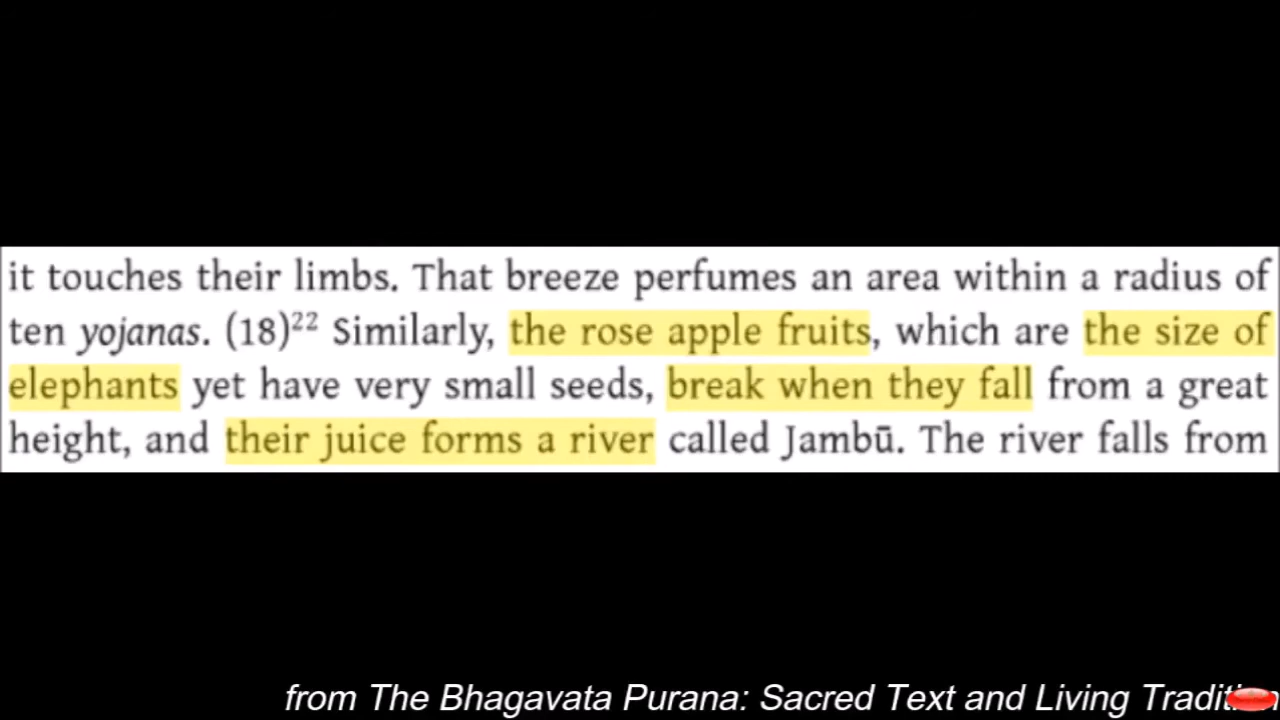 it touches their limbs. That breeze perfumes an area within a radius of
ten yojanas. (18)²² Similarly, the rose apple fruits, which are the size of
elephants yet have very small seeds, break when they fall from a great
height, and their juice forms a river called Jambū. The river falls from
from The Bhagavata Purana: Sacred Text and Living